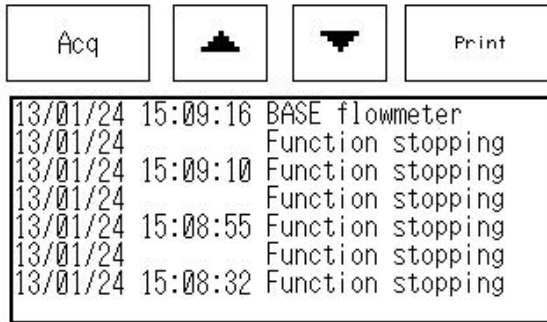 Acq
Print
13/01/24 15:09:16 BASE flowmeter
13/01/24 Function stopping
13/01/24 15:09:10 Function stopping
13/01/24 Function stopping
13/01/24 15:08:55 Function stopping
13/01/24 Function stopping
13/01/24 15:08:32 Function stopping